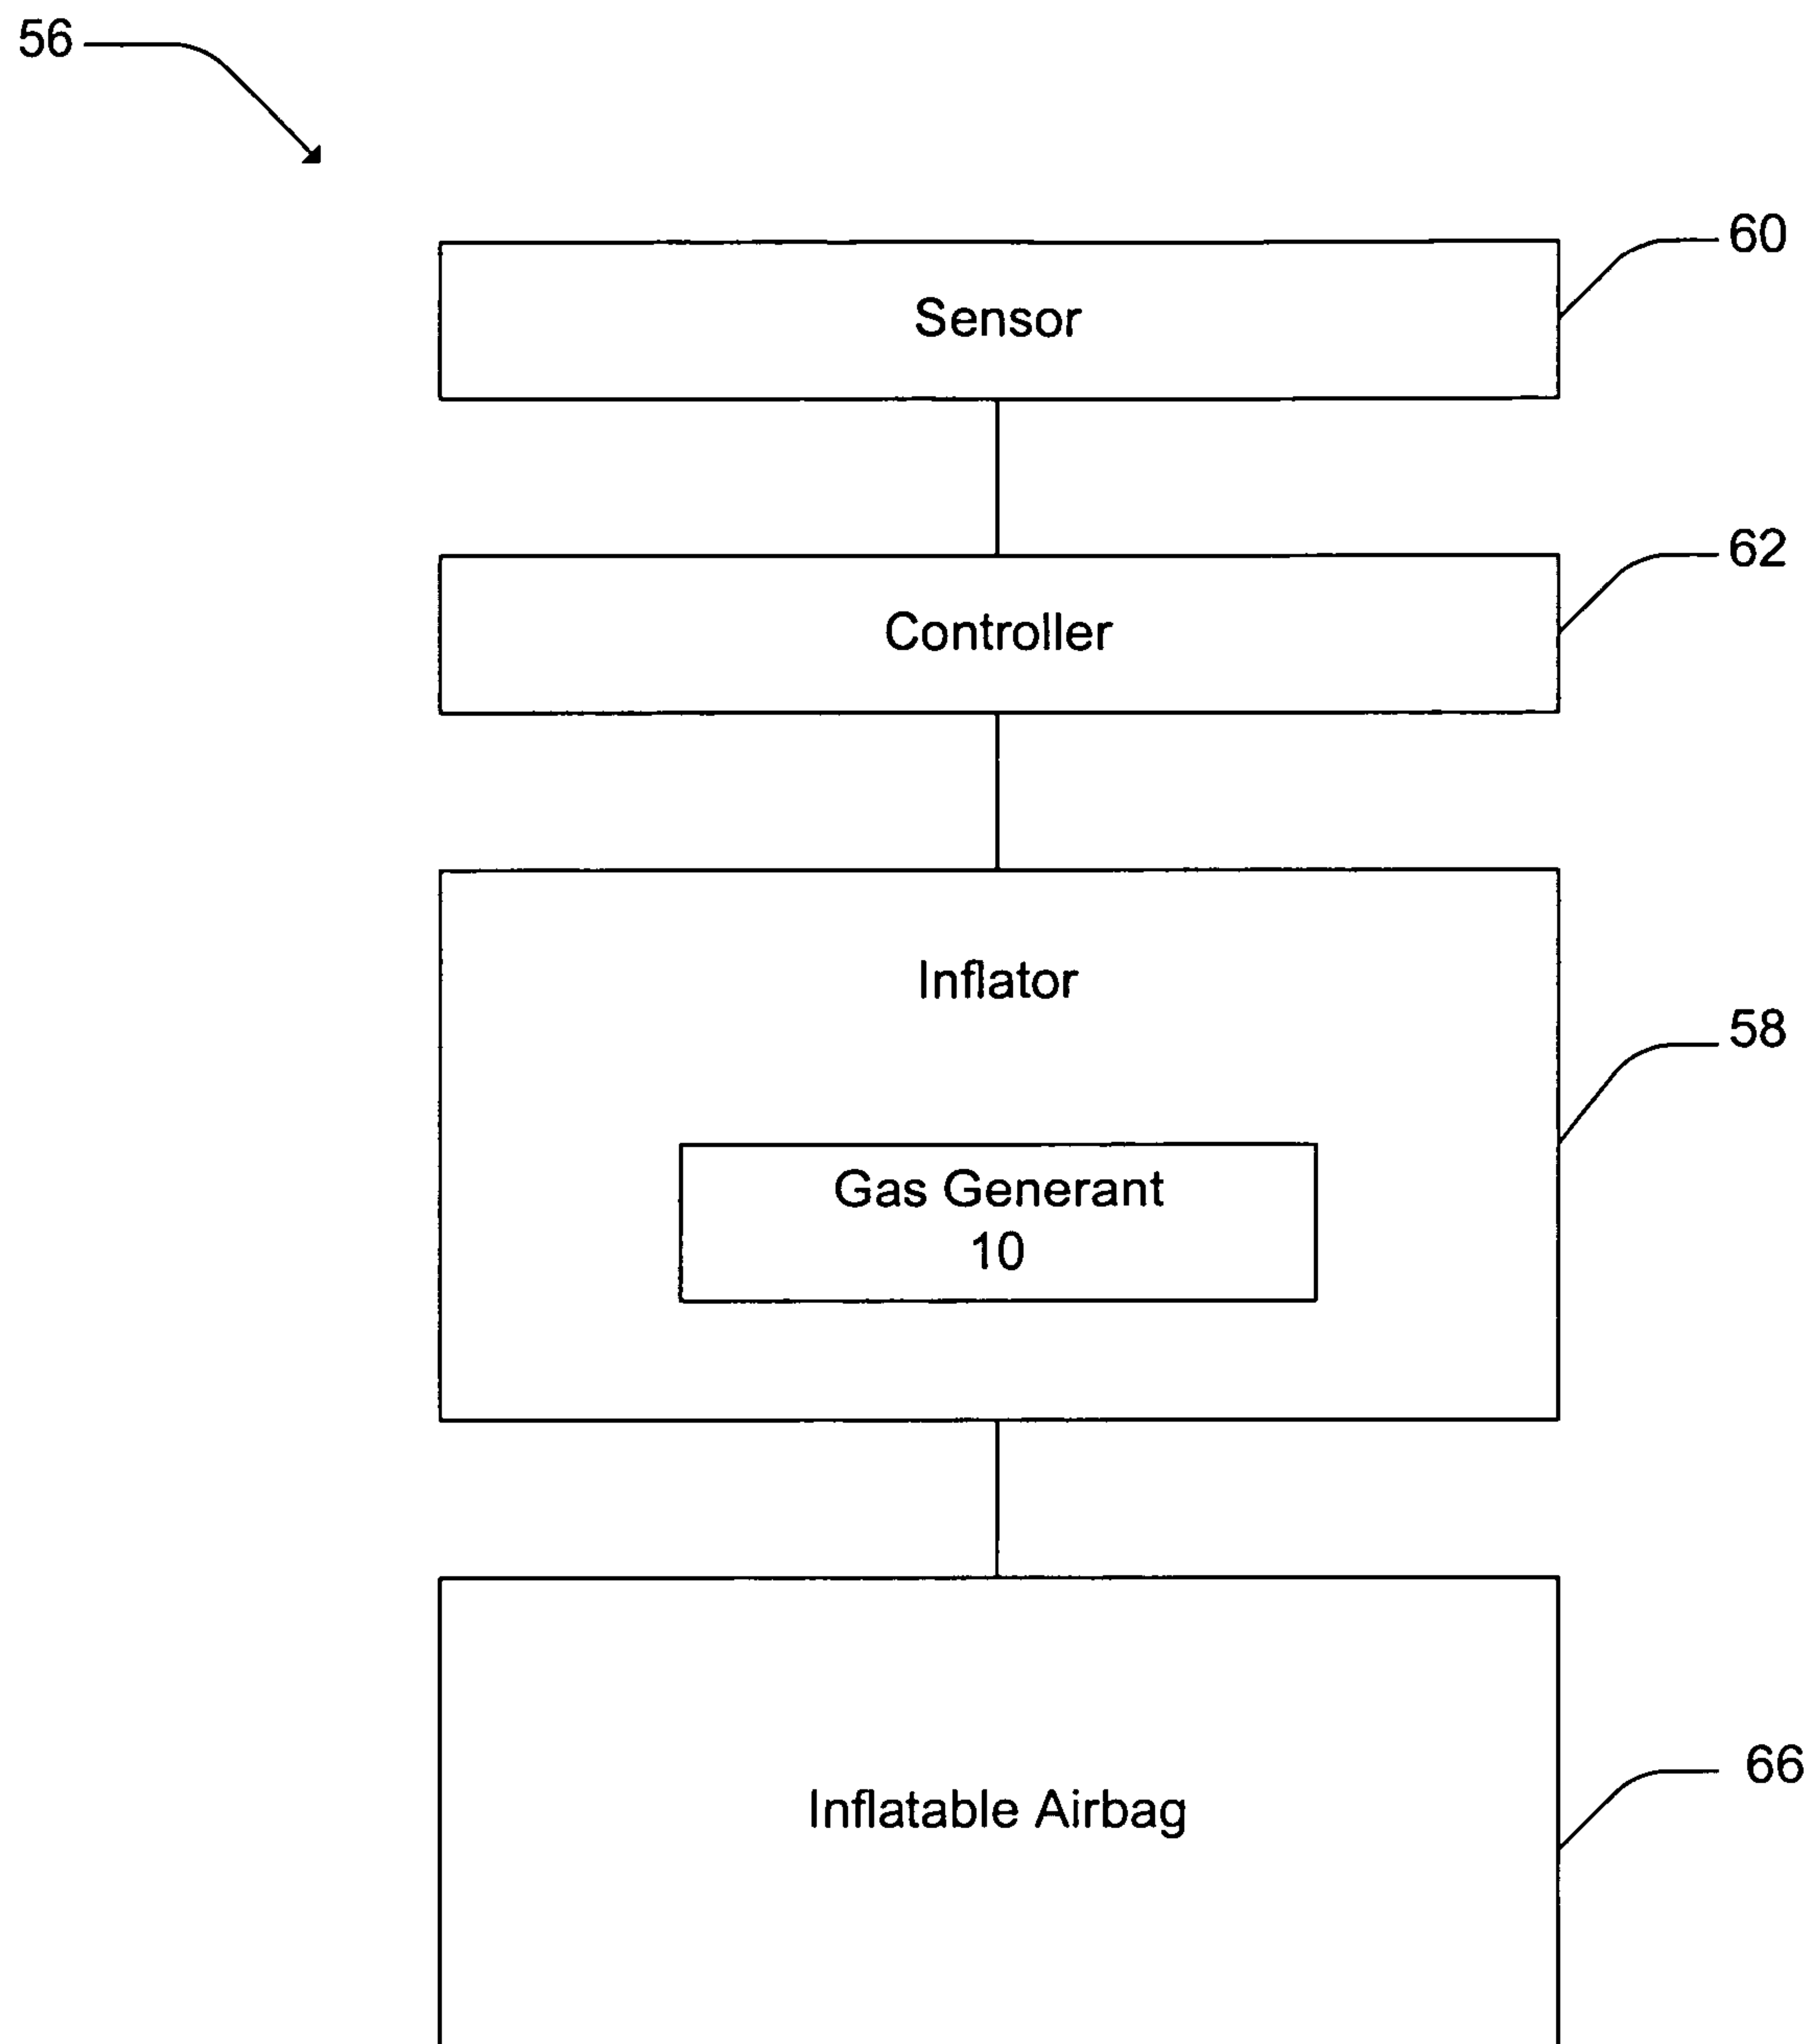 56
60
Sensor
62
Controller
Inflator
58
Gas Generant
10
66
Inflatable Airbag